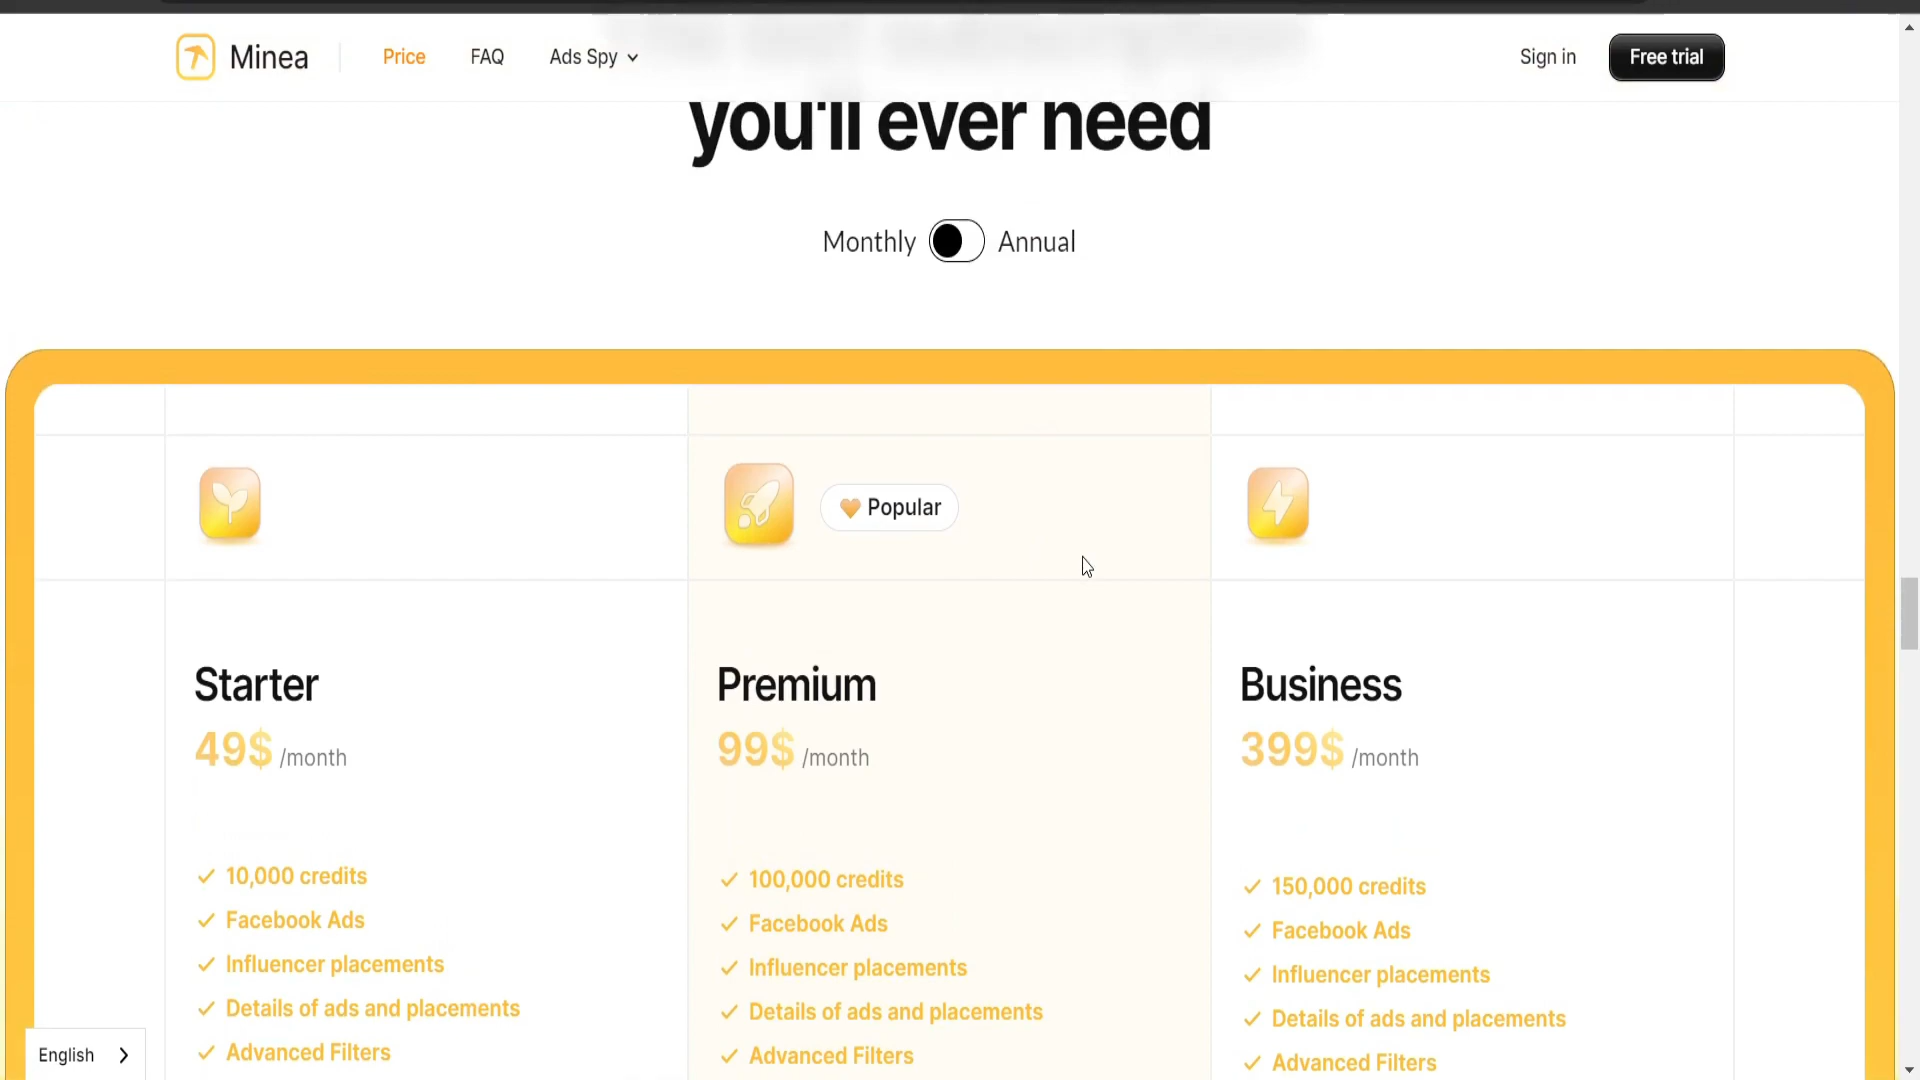 Minea
Price
FAQ
Ads Spy
Sign in
Free trial
you'll ever need
Monthly
Annual
Popular
Starter
49$ /month
10,000 credits
Facebook Ads
Influencer placements
Details of ads and placements
Advanced Filters
Premium
99$ /month
100,000 credits
Facebook Ads
Influencer placements
Details of ads and placements
Advanced Filters
Business
399$ /month
150,000 credits
Facebook Ads
Influencer placements
Details of ads and placements
Advanced Filters
English